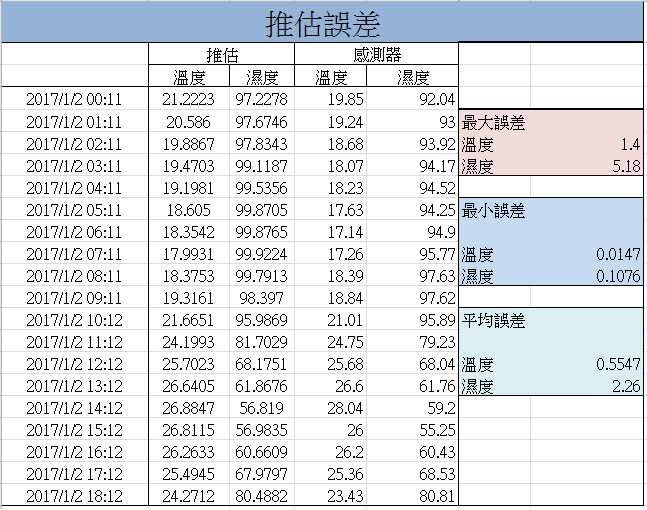 推估誤差
推估 感測器
溫度 濕度 溫度 濕度
2017/1/2 00:11 21.2223 97.2278 19.85 92.04
2017/1/2 01:11 20.586 97.6746 19.24 93 最大誤差
2017/1/2 02:11 19.8867 97.8343 18.68 93.92 溫度 1.4
2017/1/2 03:11 19.4703 99.1187 18.07 94.17 濕度 5.18
2017/1/2 04:11 19.1981 99.5356 18.23 94.52
2017/1/2 05:11 18.605 99.8705 17.63 94.25 最小誤差
2017/1/2 06:11 18.3542 99.8765 17.14 94.9
2017/1/2 07:11 17.9931 99.9224 17.26 95.77 溫度 0.0147
2017/1/2 08:11 18.3753 99.7913 18.39 97.63 濕度 0.1076
2017/1/2 09:11 19.3161 98.397 18.84 97.62
2017/1/2 10:12 21.6651 95.9869 21.01 95.89 平均誤差
2017/1/2 11:12 24.1993 81.7029 24.75 79.23
2017/1/2 12:12 25.7023 68.1751 25.68 68.04 溫度 0.5547
2017/1/2 13:12 26.6405 61.8676 26.6 61.76 濕度 2.26
2017/1/2 14:12 26.8847 56.819 28.04 59.2
2017/1/2 15:12 26.8115 56.9835 26 55.25
2017/1/2 16:12 26.2633 60.6609 26.2 60.43
2017/1/2 17:12 25.4945 67.9797 25.36 68.53
2017/1/2 18:12 24.2712 80.4882 23.43 80.81